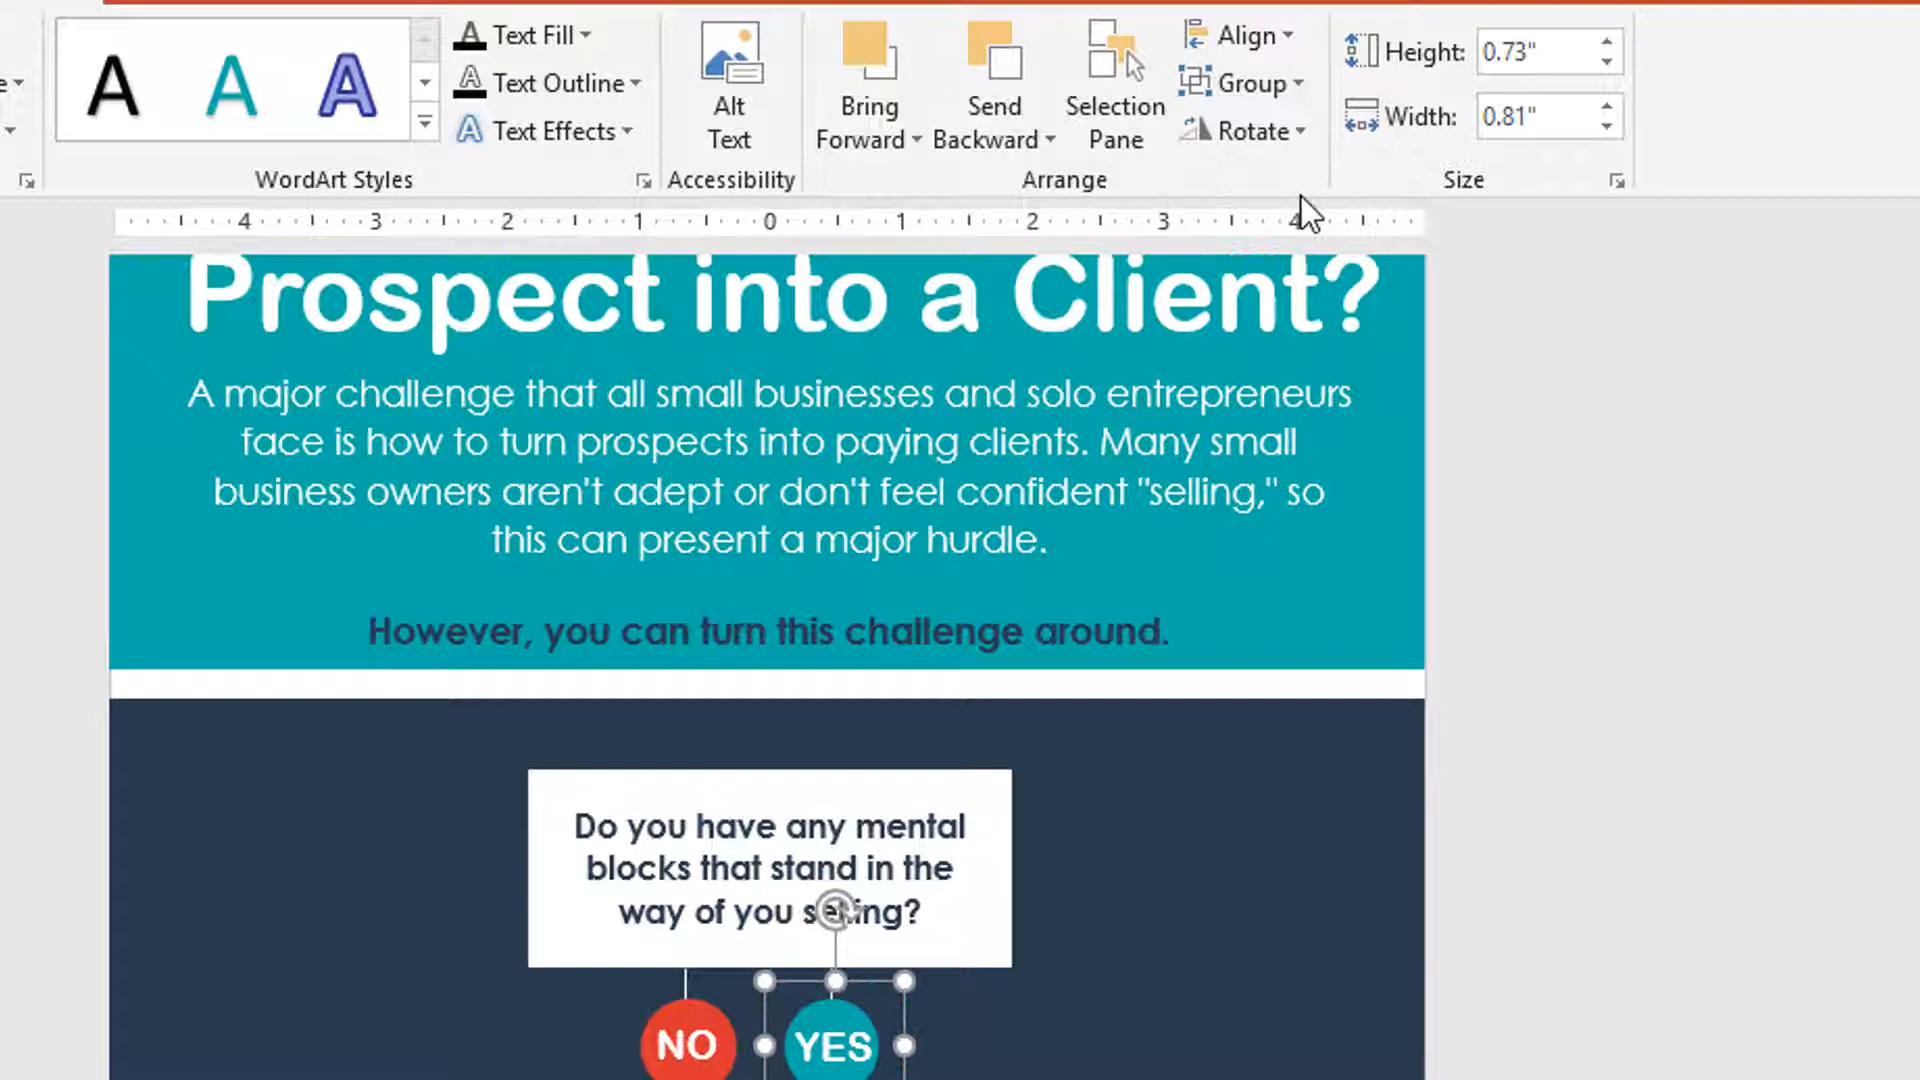 A A A
Text Fill
Text Outline
Text Effects
WordArt Styles
Alt
Text
Accessibility
Bring
Forward
Send
Backward
Selection
Pane
Align
Group
Rotate
Arrange
Height: 0.73"
Width: 0.81"
Size
4 3 2 1 0 1 2 3 4
Prospect into a Client?
A major challenge that all small businesses and solo entrepreneurs
face is how to turn prospects into paying clients. Many small
business owners aren't adept or don't feel confident "selling," so
this can present a major hurdle.
However, you can turn this challenge around.
Do you have any mental
blocks that stand in the
way of you selling?
NO YES